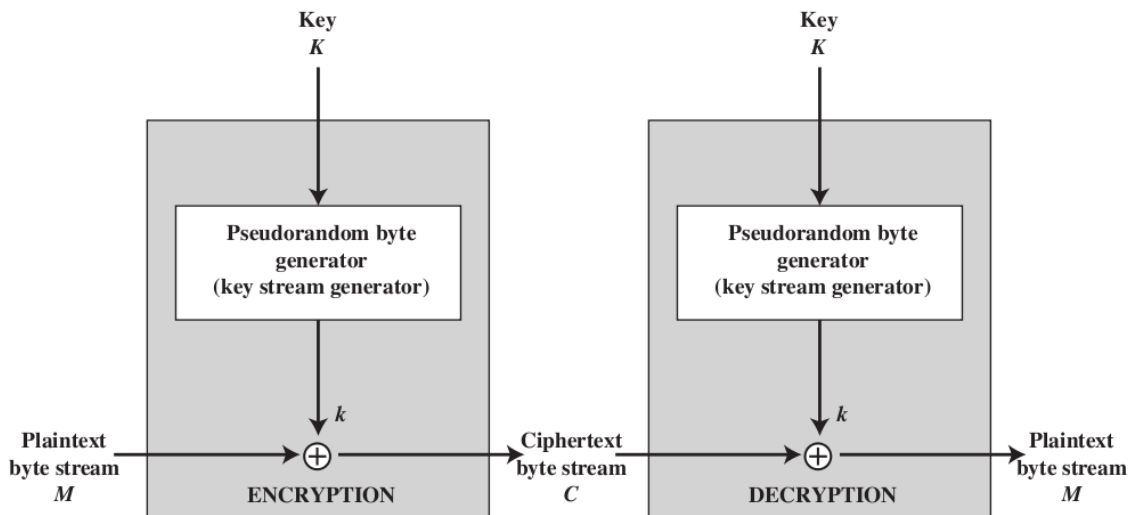 Key
K
Key
K
Pseudorandom byte
generator
(key stream generator)
Pseudorandom byte
generator
(key stream generator)
k
k
Plaintext
byte stream
M
ENCRYPTION
Ciphertext
byte stream
C
DECRYPTION
Plaintext
byte stream
M